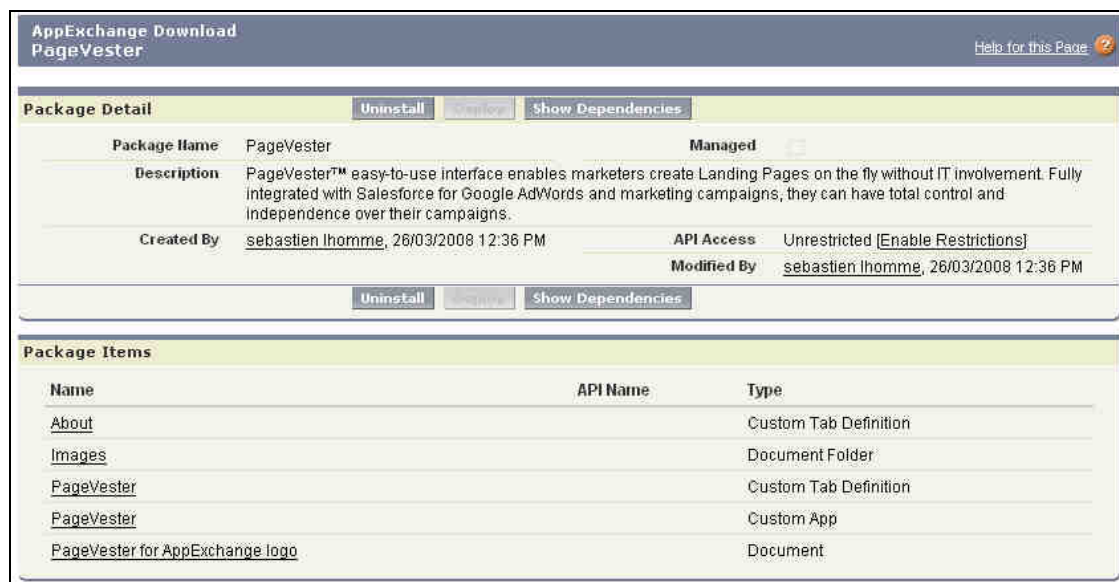 AppExchange Download
PageVester
Help for this Page ?
Package Detail
Uninstall Deploy Show Dependencies
Package Name PageVester Managed
Description PageVester™ easy-to-use interface enables marketers create Landing Pages on the fly without IT involvement. Fully
integrated with Salesforce for Google AdWords and marketing campaigns, they can have total control and
independence over their campaigns.
Created By sebastien lhomme, 26/03/2008 12:36 PM API Access Unrestricted [Enable Restrictions]
Modified By sebastien lhomme, 26/03/2008 12:36 PM
Uninstall Deploy Show Dependencies
Package Items
Name API Name Type
About Custom Tab Definition
Images Document Folder
PageVester Custom Tab Definition
PageVester Custom App
PageVester for AppExchange logo Document